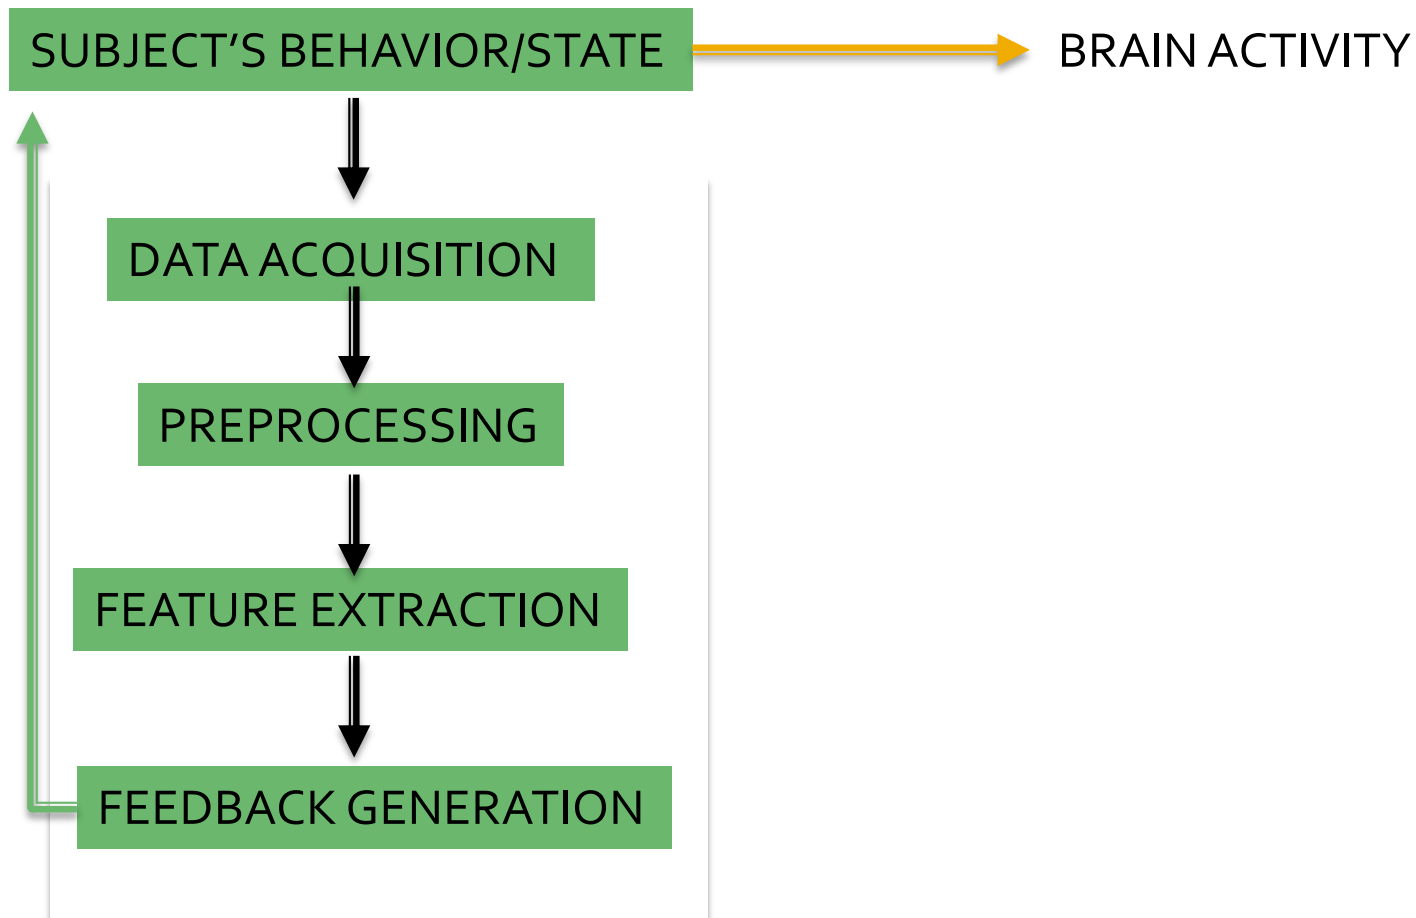 SUBJECT’S BEHAVIOR/STATE
BRAIN ACTIVITY
DATA ACQUISITION
PREPROCESSING
FEATURE EXTRACTION
FEEDBACK GENERATION